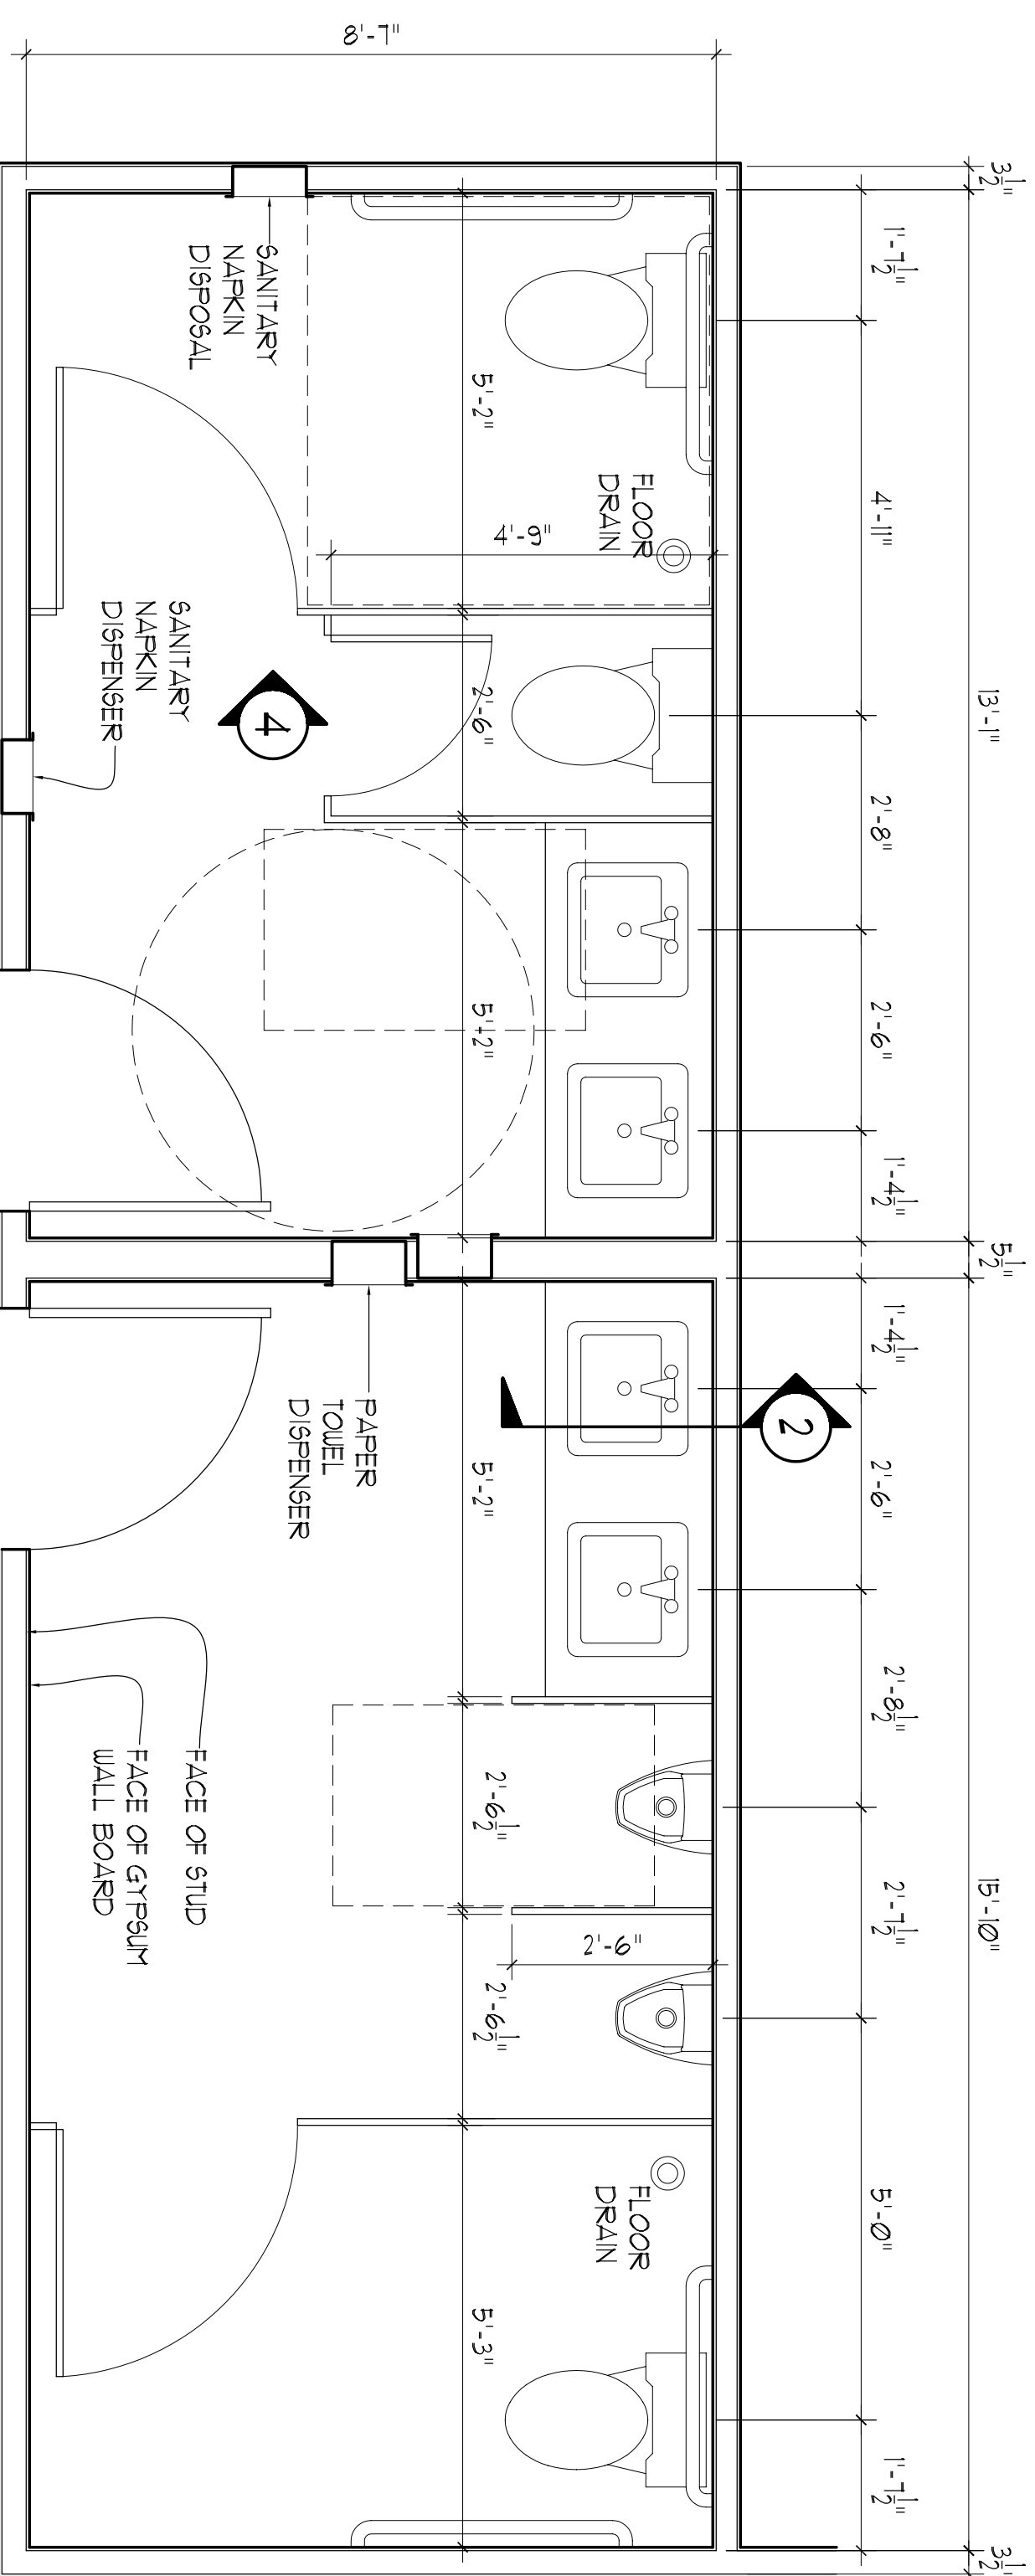 8'-7"
3½"
13'-1"
5½"
15'-10"
3½"
1'-7½"
4'-11"
2'-8"
2'-6"
1'-4½"
1'-4½"
2'-6"
2'-8½"
2'-7½"
5'-0"
1'-7½"
2
FLOOR
DRAIN
4'-9"
2'-6"
FLOOR
DRAIN
5'-2"
2'-6"
5'-2"
5'-2"
2'-6½"
2'-6½"
5'-3"
SANITARY
NAPKIN
DISPOSAL
4
PAPER
TOWEL
DISPENSER
SANITARY
NAPKIN
DISPENSER
FACE OF STUD
FACE OF GYPSUM
WALL BOARD